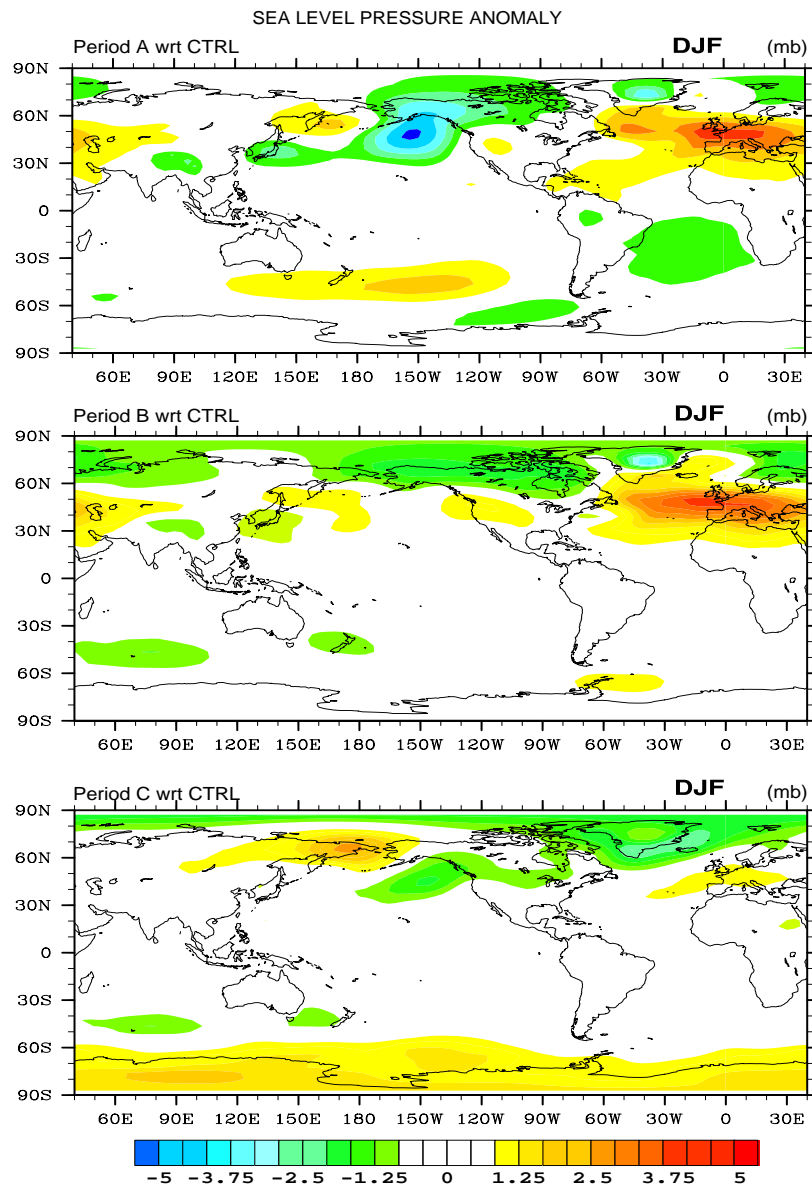 SEA LEVEL PRESSURE ANOMALY
Period A wrt CTRL DJF (mb)
90N
60N
30N
0
30S
60S
90S
60E 90E 120E 150E 180 150W 120W 90W 60W 30W 0 30E
Period B wrt CTRL DJF (mb)
90N
60N
30N
0
30S
60S
90S
60E 90E 120E 150E 180 150W 120W 90W 60W 30W 0 30E
Period C wrt CTRL DJF (mb)
90N
60N
30N
0
30S
60S
90S
60E 90E 120E 150E 180 150W 120W 90W 60W 30W 0 30E
-5 -3.75 -2.5 -1.25 0 1.25 2.5 3.75 5